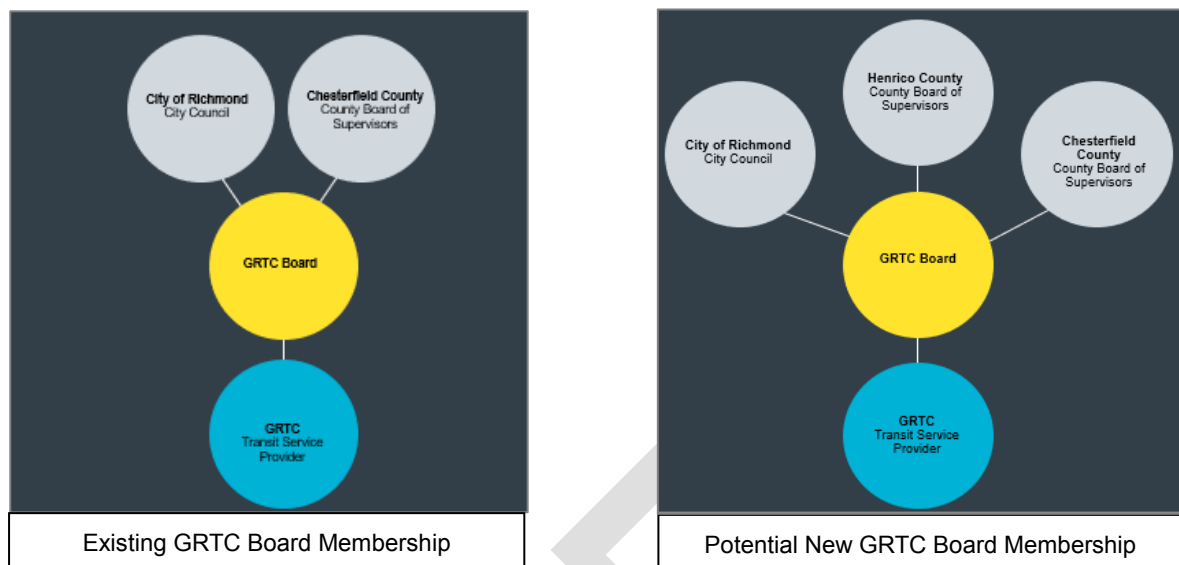 City of Richmond
City Council
Chesterfield County
County Board of
Supervisors
GRTC Board
GRTC
Transit Service
Provider
Existing GRTC Board Membership
Henrico County
County Board of
Supervisors
City of Richmond
City Council
Chesterfield
County
County Board of
Supervisors
GRTC Board
GRTC
Transit Service
Provider
Potential New GRTC Board Membership